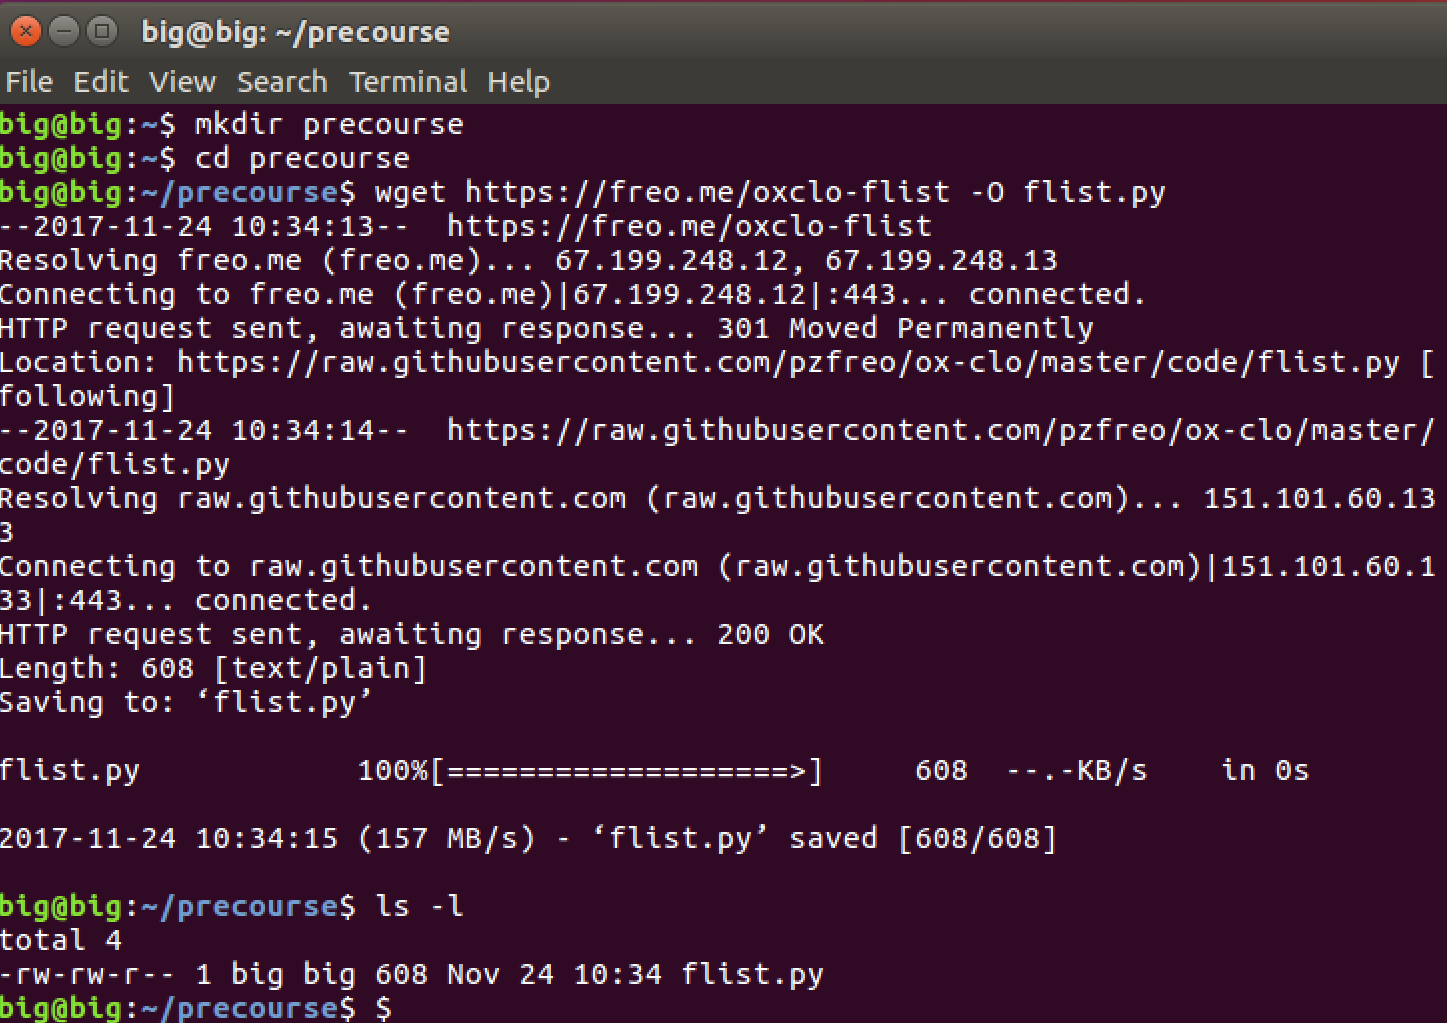 big@big: ~/precourse
File Edit View Search Terminal Help
big@big:~$ mkdir precourse
big@big:~$ cd precourse
big@big:~/precourse$ wget https://freo.me/oxclo-flist -O flist.py
--2017-11-24 10:34:13--  https://freo.me/oxclo-flist
Resolving freo.me (freo.me)... 67.199.248.12, 67.199.248.13
Connecting to freo.me (freo.me)|67.199.248.12|:443... connected.
HTTP request sent, awaiting response... 301 Moved Permanently
Location: https://raw.githubusercontent.com/pzfreo/ox-clo/master/code/flist.py [
following]
--2017-11-24 10:34:14--  https://raw.githubusercontent.com/pzfreo/ox-clo/master/
code/flist.py
Resolving raw.githubusercontent.com (raw.githubusercontent.com)... 151.101.60.13
3
Connecting to raw.githubusercontent.com (raw.githubusercontent.com)|151.101.60.1
33|:443... connected.
HTTP request sent, awaiting response... 200 OK
Length: 608 [text/plain]
Saving to: ‘flist.py’
flist.py            100%[===================>]     608  --.-KB/s    in 0s
2017-11-24 10:34:15 (157 MB/s) - ‘flist.py’ saved [608/608]
big@big:~/precourse$ ls -l
total 4
-rw-rw-r-- 1 big big 608 Nov 24 10:34 flist.py
big@big:~/precourse$ $